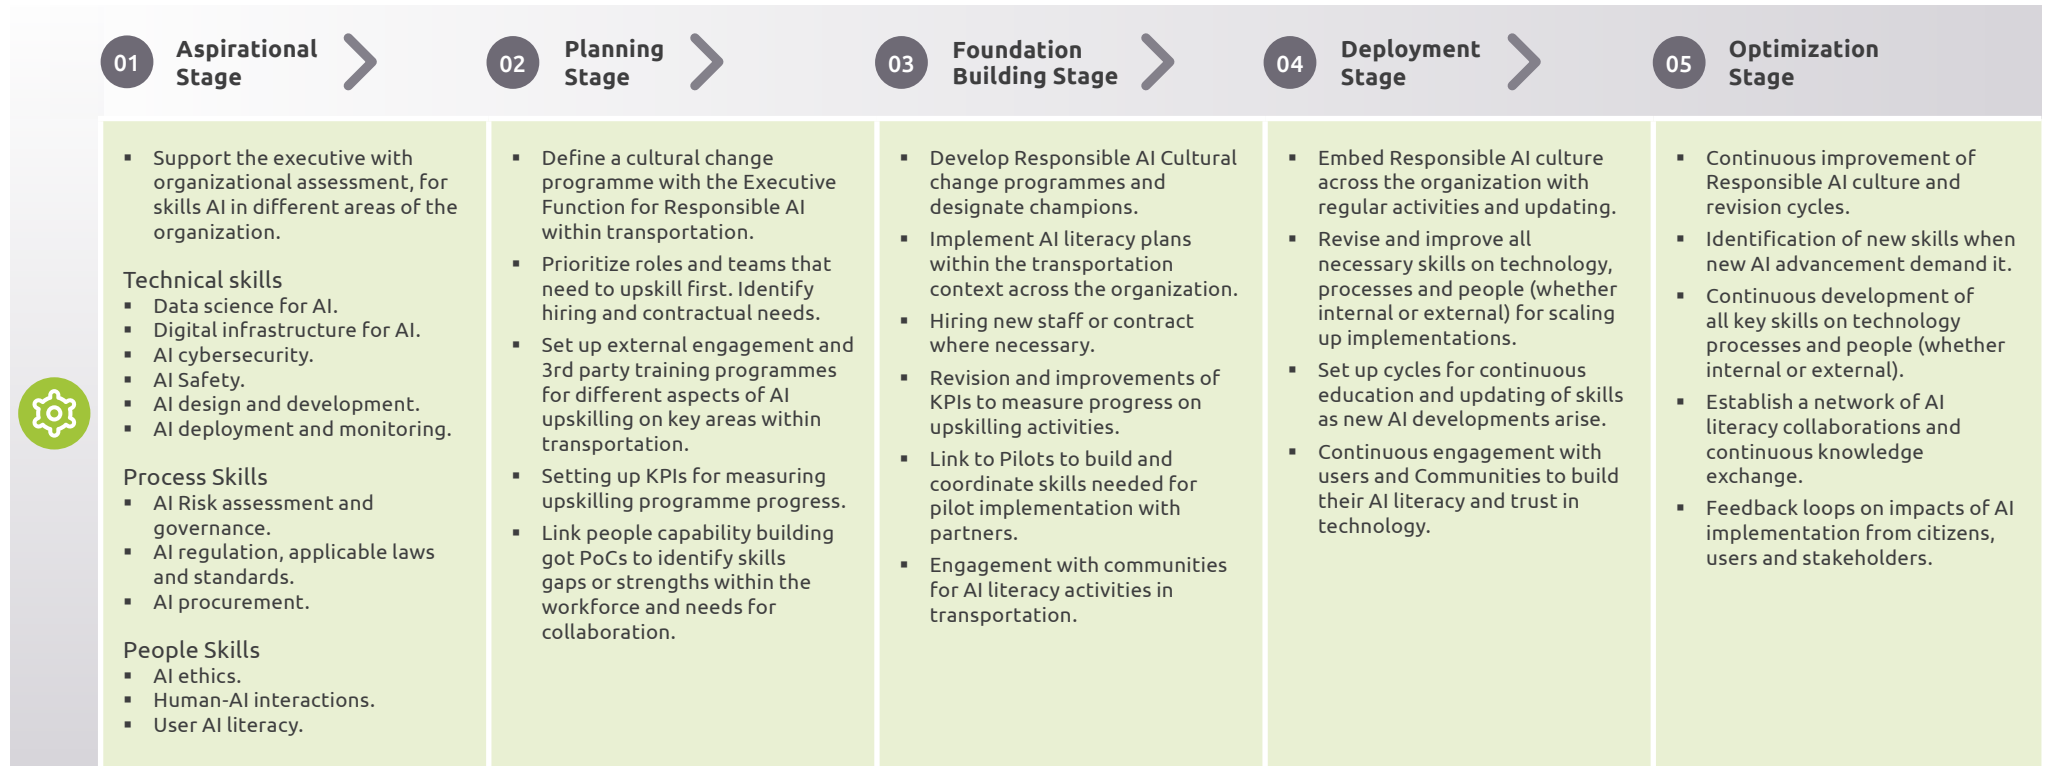 01
Aspirational
Stage
02
Planning
Stage
03
Foundation
Building Stage
04
Deployment
Stage
05
Optimization
Stage
▪ Support the executive with
organizational assessment, for
skills AI in different areas of the
organization.
Technical skills
▪ Data science for AI.
▪ Digital infrastructure for AI.
▪ AI cybersecurity.
▪ AI Safety.
▪ AI design and development.
▪ AI deployment and monitoring.
Process Skills
▪ AI Risk assessment and
governance.
▪ AI regulation, applicable laws
and standards.
▪ AI procurement.
People Skills
▪ AI ethics.
▪ Human-AI interactions.
▪ User AI literacy.
▪ Define a cultural change
programme with the Executive
Function for Responsible AI
within transportation.
▪ Prioritize roles and teams that
need to upskill first. Identify
hiring and contractual needs.
▪ Set up external engagement and
3rd party training programmes
for different aspects of AI
upskilling on key areas within
transportation.
▪ Setting up KPIs for measuring
upskilling programme progress.
▪ Link people capability building
got PoCs to identify skills
gaps or strengths within the
workforce and needs for
collaboration.
▪ Develop Responsible AI Cultural
change programmes and
designate champions.
▪ Implement AI literacy plans
within the transportation
context across the organization.
▪ Hiring new staff or contract
where necessary.
▪ Revision and improvements of
KPIs to measure progress on
upskilling activities.
▪ Link to Pilots to build and
coordinate skills needed for
pilot implementation with
partners.
▪ Engagement with communities
for AI literacy activities in
transportation.
▪ Embed Responsible AI culture
across the organization with
regular activities and updating.
▪ Revise and improve all
necessary skills on technology,
processes and people (whether
internal or external) for scaling
up implementations.
▪ Set up cycles for continuous
education and updating of skills
as new AI developments arise.
▪ Continuous engagement with
users and Communities to build
their AI literacy and trust in
technology.
▪ Continuous improvement of
Responsible AI culture and
revision cycles.
▪ Identification of new skills when
new AI advancement demand it.
▪ Continuous development of
all key skills on technology
processes and people (whether
internal or external).
▪ Establish a network of AI
literacy collaborations and
continuous knowledge
exchange.
▪ Feedback loops on impacts of AI
implementation from citizens,
users and stakeholders.